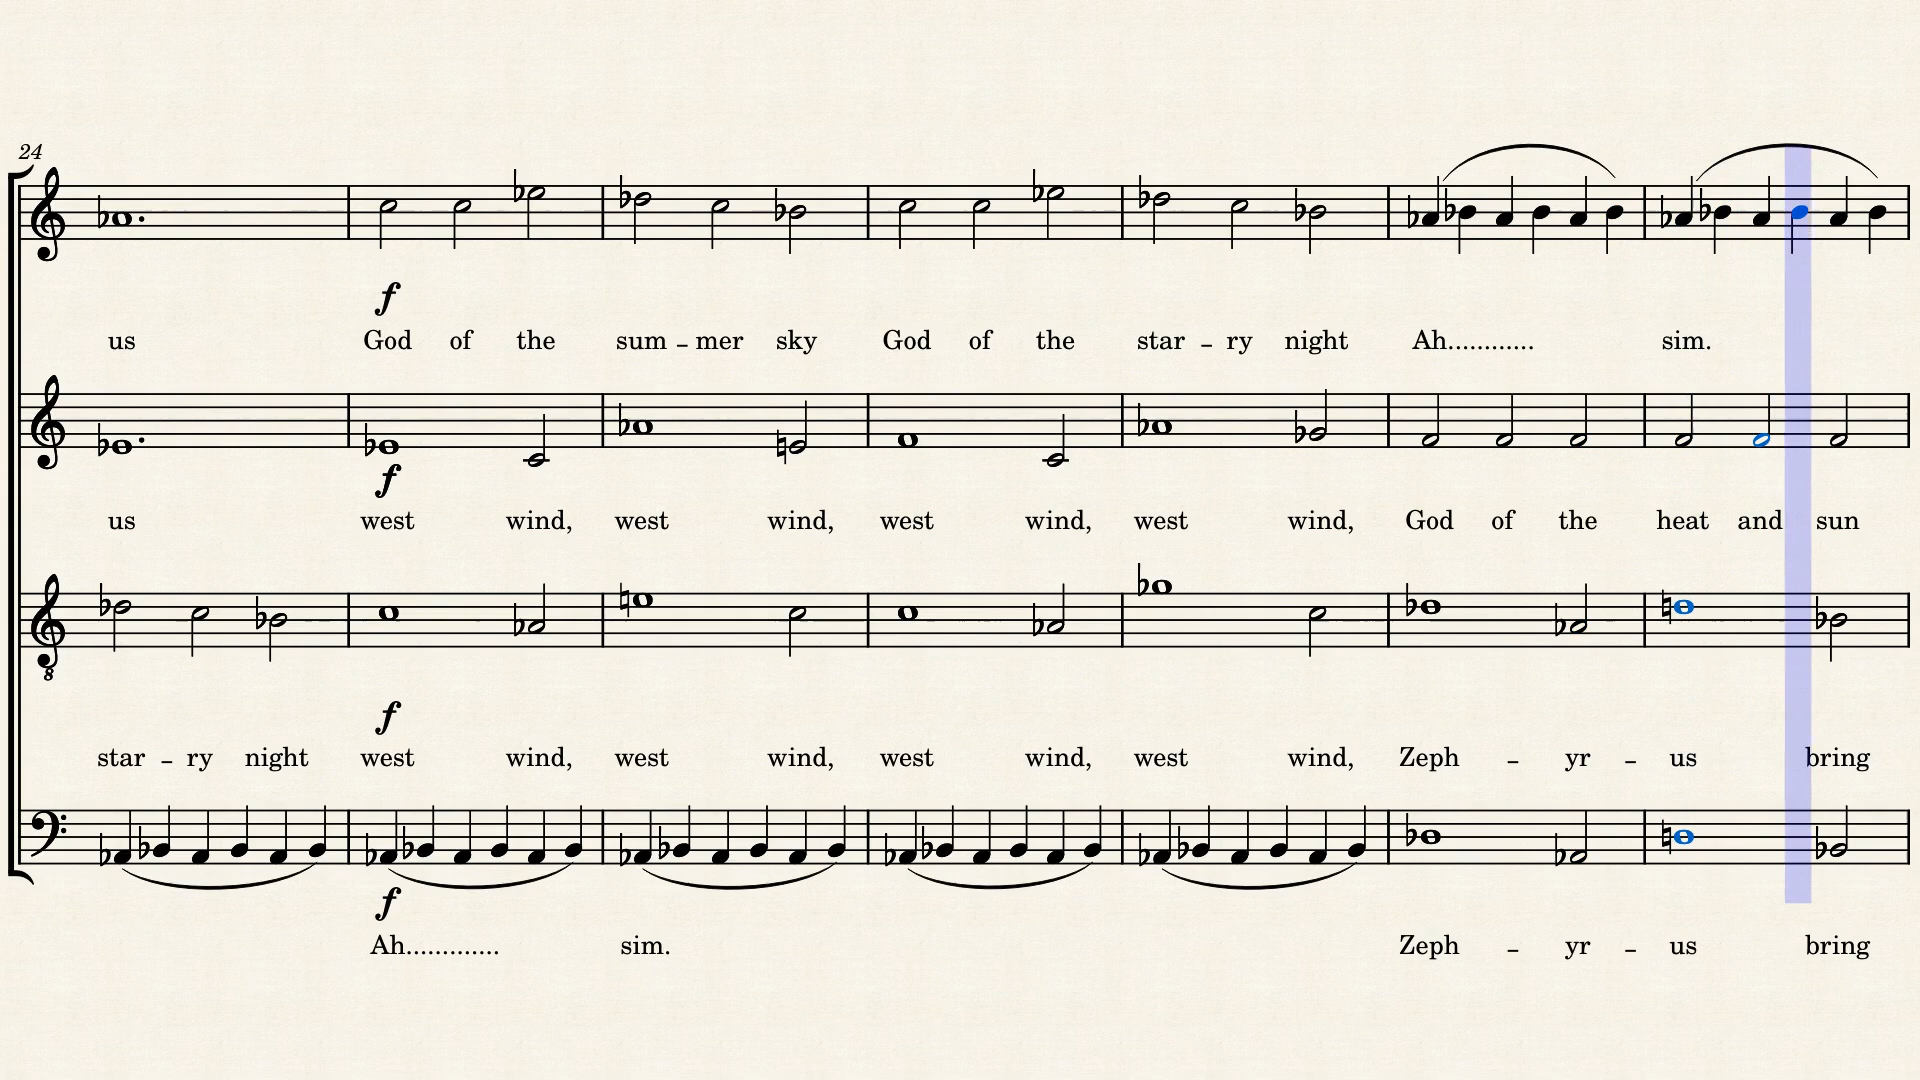 24
f
us God of the sum – mer sky God of the star – ry night Ah............ sim.
f
us west wind, west wind, west wind, west wind, God of the heat and sun
8
f
star – ry night west wind, west wind, west wind, west wind, Zeph – yr – us bring
f
Ah............. sim. Zeph – yr – us bring